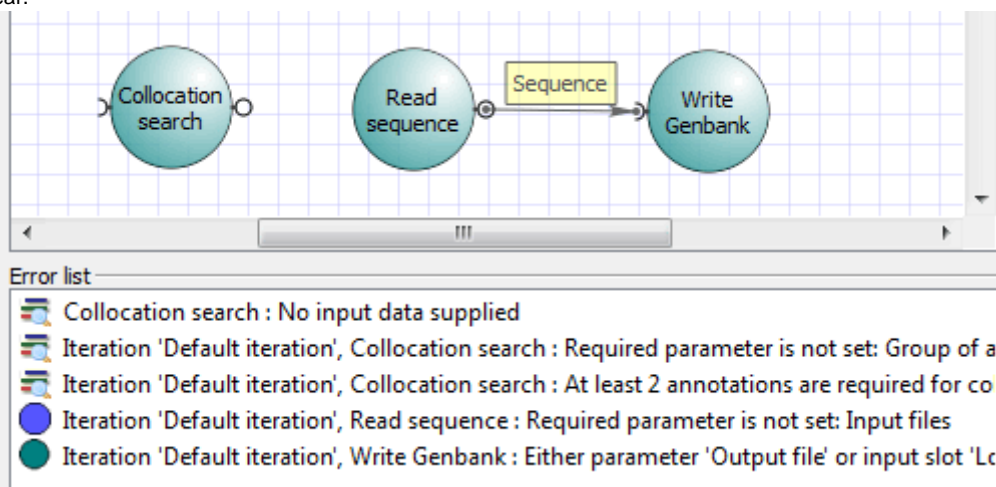 Collocation
search
Read
sequence
Sequence
Write
Genbank
Error list
Collocation search : No input data supplied
Iteration 'Default iteration', Collocation search : Required parameter is not set: Group of a
Iteration 'Default iteration', Collocation search : At least 2 annotations are required for co
Iteration 'Default iteration', Read sequence : Required parameter is not set: Input files
Iteration 'Default iteration', Write Genbank : Either parameter 'Output file' or input slot 'Lo